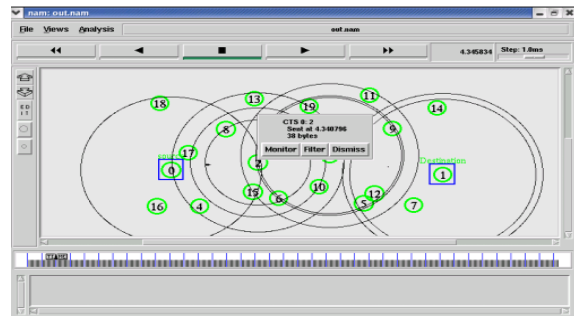 nam: out.nam
File Views Analysis out.nam
4.345834 Step: 1.0ms
18
13
19
11
14
8
9
CTS 0: 2
Sent at 4.340796
38 bytes
Monitor Filter Dismiss
17
2
Destination
0
1
15
6
10
12
5
16
4
7